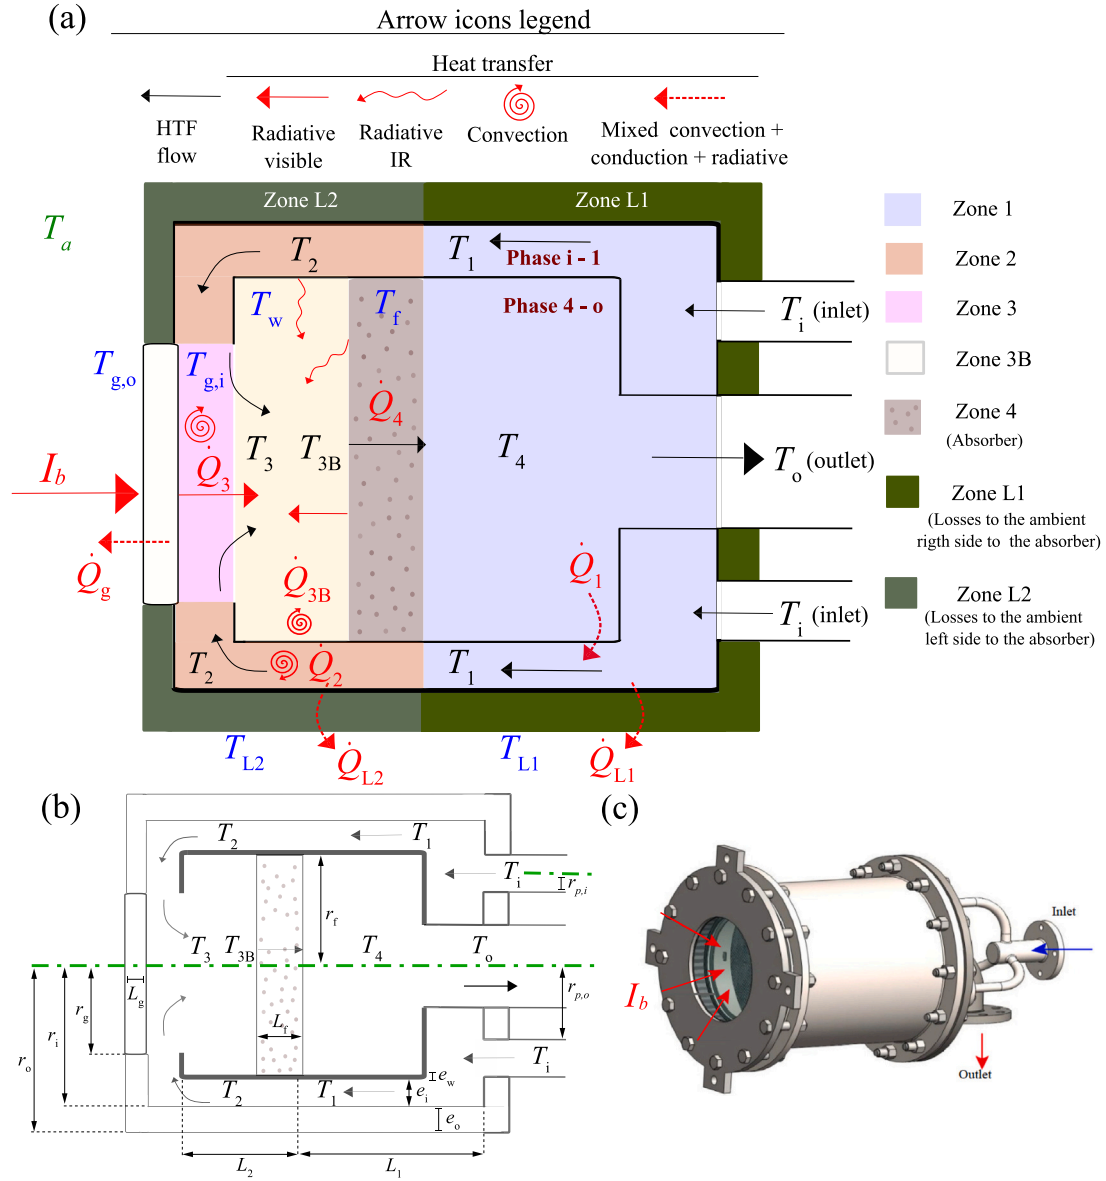 (a)
Arrow icons legend
Heat transfer
HTF
flow
Radiative
visible
Radiative
IR
Convection
Mixed convection +
conduction + radiative
Zone L2
Zone L1
T_a
T_2
T_1
Phase i - 1
Phase 4 - o
T_w
T_f
T_i (inlet)
T_g,o
T_g,i
Q̇_4
Q̇_3
T_3
T_3B
T_4
T_o (outlet)
I_b
Q̇_g
Q̇_3B
Q̇_1
T_i (inlet)
T_2
Q̇_2
T_1
T_L2
Q̇_L2
T_L1
Q̇_L1
Zone 1
Zone 2
Zone 3
Zone 3B
Zone 4
(Absorber)
Zone L1
(Losses to the ambient
rigth side to the absorber)
Zone L2
(Losses to the ambient
left side to the absorber)
(b)
T_2
T_1
T_i
r_p,i
r_f
T_3
T_3B
T_4
T_o
L_g
r_g
r_i
r_o
L_f
r_p,o
T_i
e_w
e_i
e_o
T_2
T_1
L_2
L_1
(c)
Inlet
I_b
Outlet